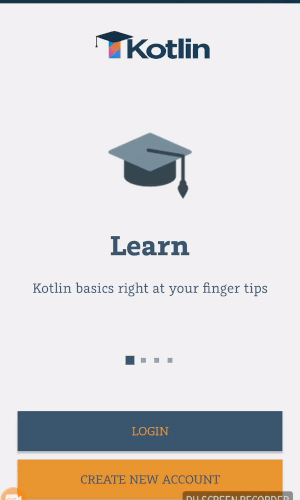 Kotlin
Learn
Kotlin basics right at your finger tips
LOGIN
CREATE NEW ACCOUNT
DU SCREEN RECORDER